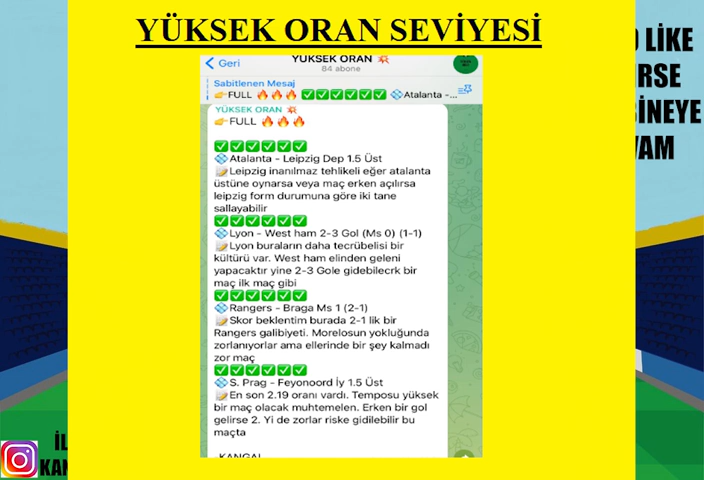 YÜKSEK ORAN SEVİYESİ
Geri
YÜKSEK ORAN 💥
84 abone
Sabitlenen Mesaj
👉FULL 🔥🔥🔥 ✅✅✅✅✅✅ 💠Atalanta -...
YÜKSEK ORAN 💥
👉FULL 🔥🔥🔥
✅✅✅✅✅✅
💠Atalanta - Leipzig Dep 1.5 Üst
📝Leipzig inanılmaz tehlikeli eğer atalanta
üstüne oynarsa veya maç erken açılırsa
leipzig form durumuna göre iki tane
sallayabilir
✅✅✅✅✅✅
💠Lyon - West ham 2-3 Gol (Ms 0) (1-1)
📝Lyon buraların daha tecrübelisi bir
kültürü var. West ham elinden geleni
yapacaktır yine 2-3 Gole gidebilecrk bir
maç ilk maç gibi
✅✅✅✅✅✅
💠Rangers - Braga Ms 1 (2-1)
📝Skor beklentim burada 2-1 lik bir
Rangers galibiyeti. Morelosun yokluğunda
zorlanıyorlar ama ellerinde bir şey kalmadı
zor maç
✅✅✅✅✅✅
💠S. Prag - Feyonoord İy 1.5 Üst
📝En son 2.19 oranı vardı. Temposu yüksek
bir maç olacak muhtemelen. Erken bir gol
gelirse 2. Yi de zorlar riske gidilebilir bu
maçta
-KANGAL
LİKE
İL
KAN